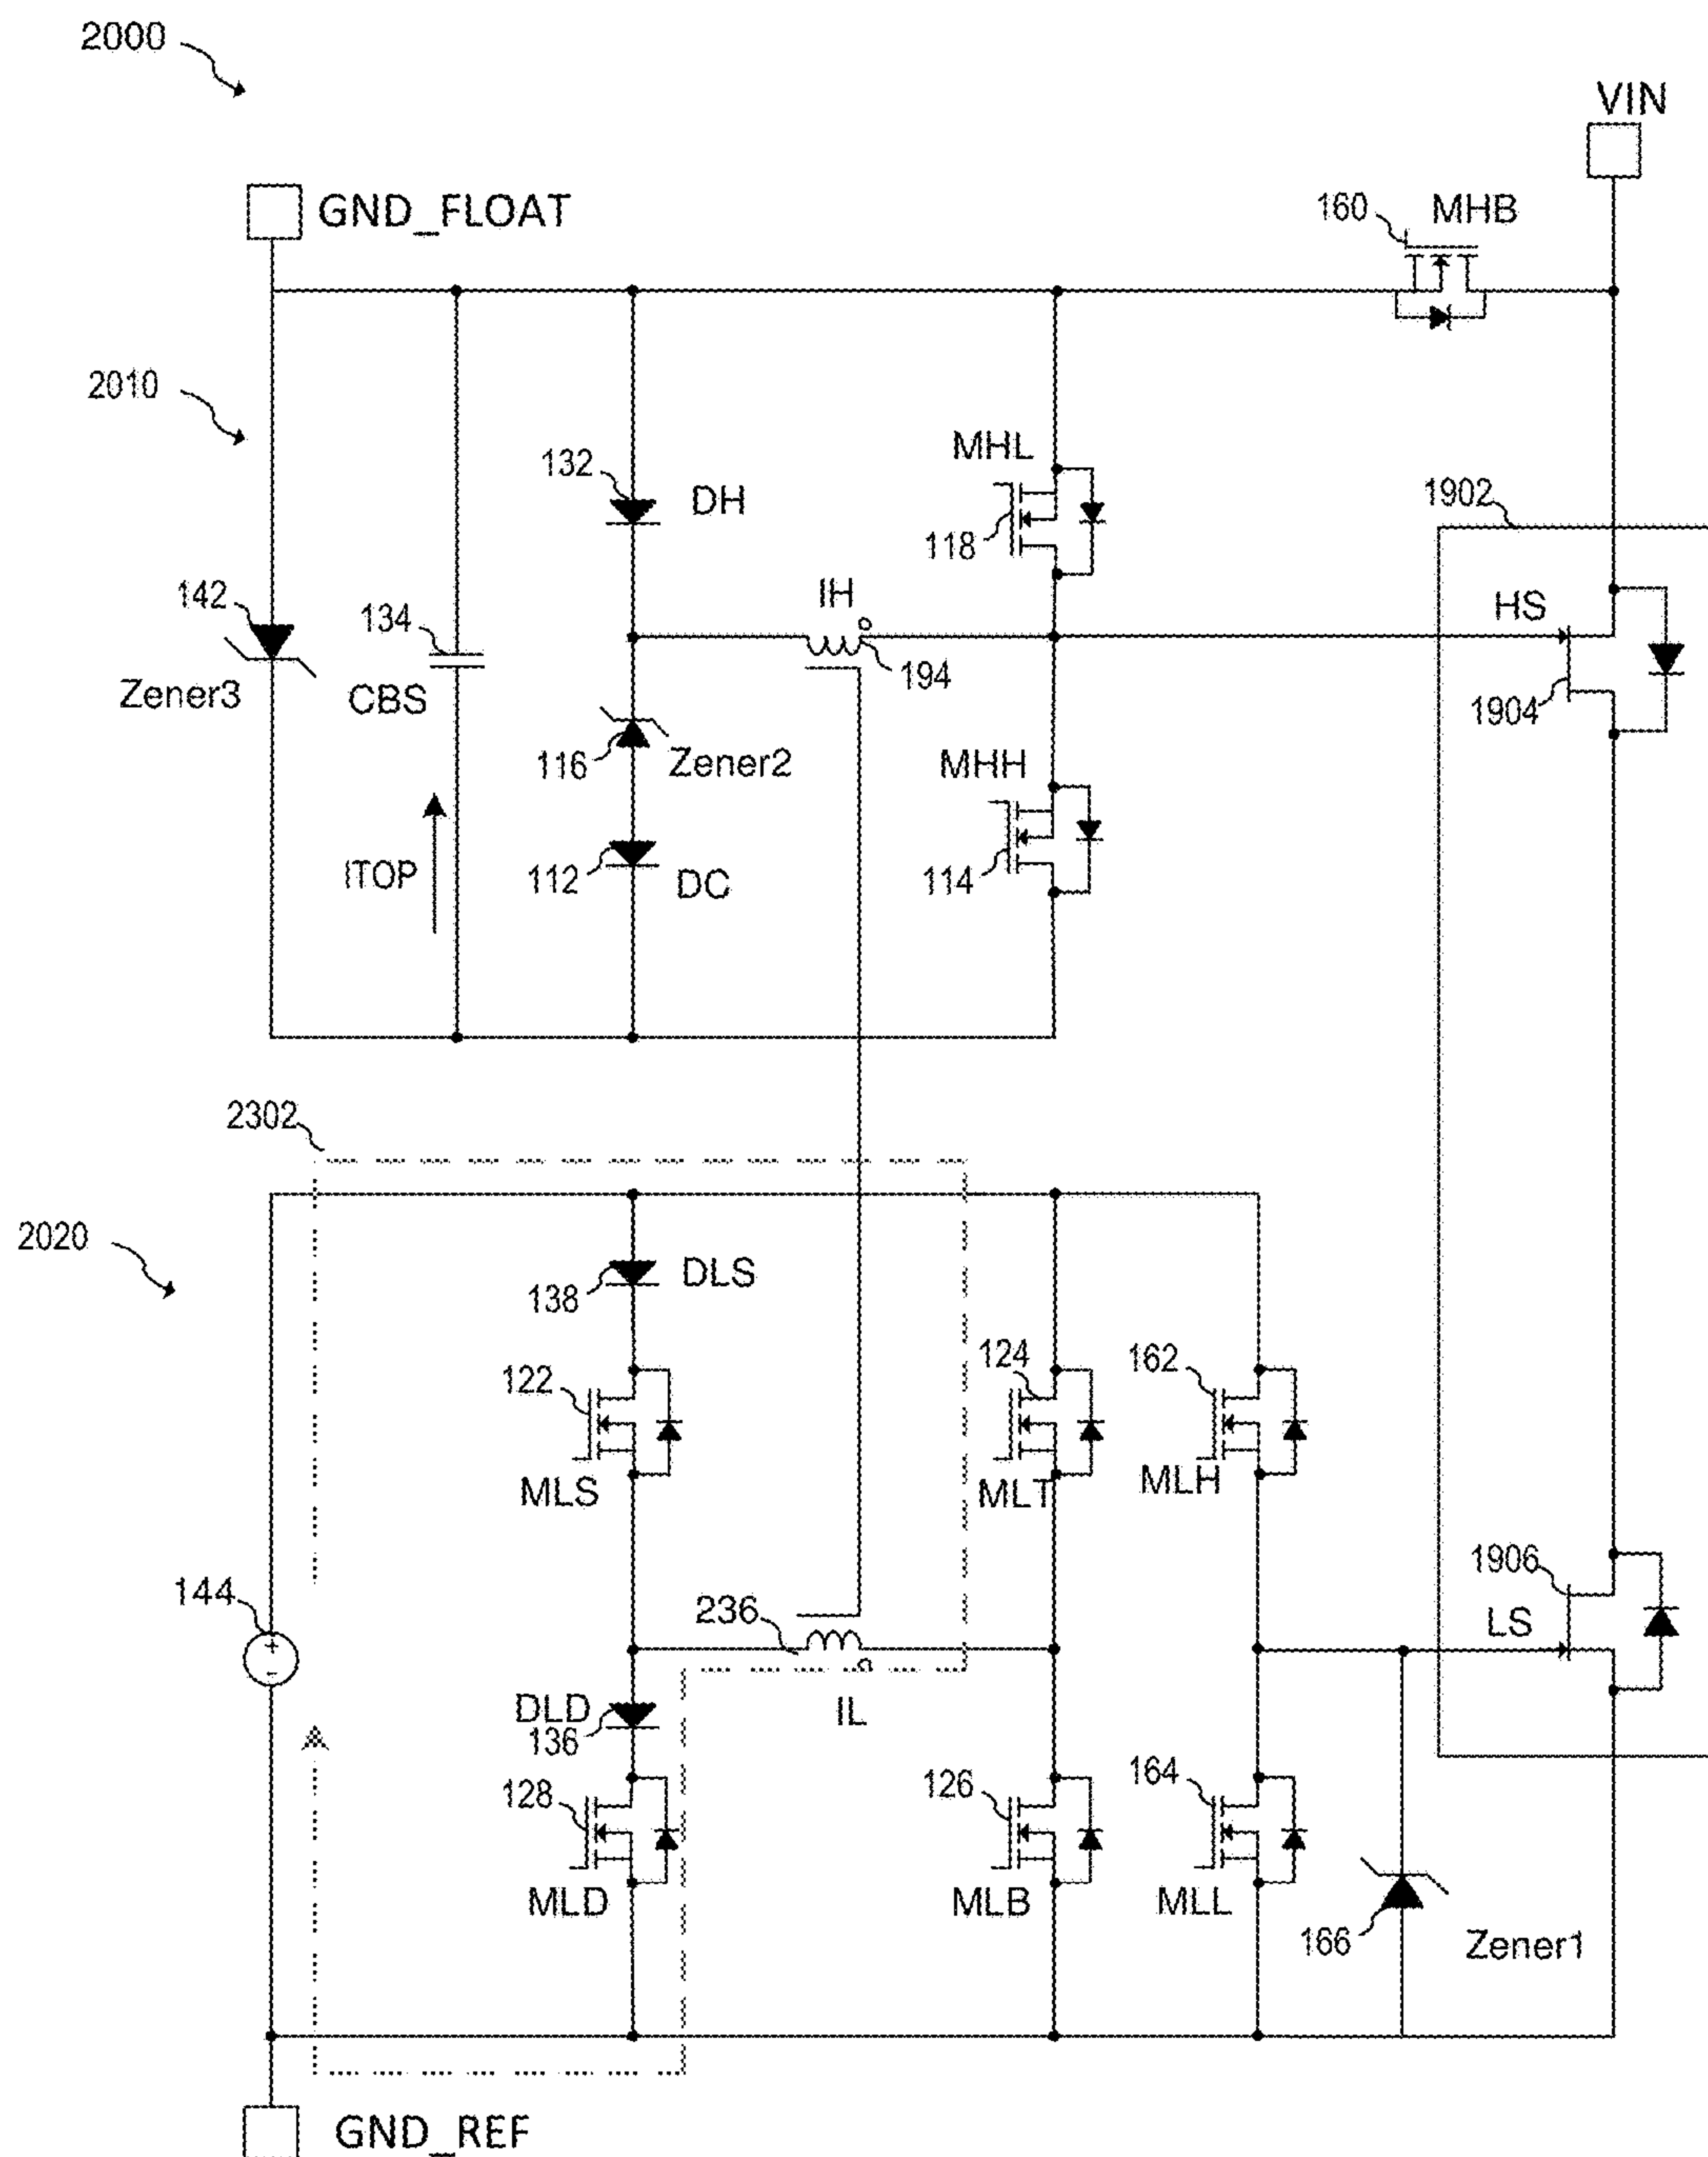 2000
VIN
GND_FLOAT
160
MHB
2010
132
DH
MHL
118
1902
142
134
IH
HS
Zener3
CBS
194
1904
116
Zener2
MHH
ITOP
112
DC
114
2302
2020
DLS
138
122
124
162
MLS
MLT
MLH
144
236
1906
LS
DLD
136
IL
128
126
164
MLD
MLB
MLL
166
Zener1
GND_REF